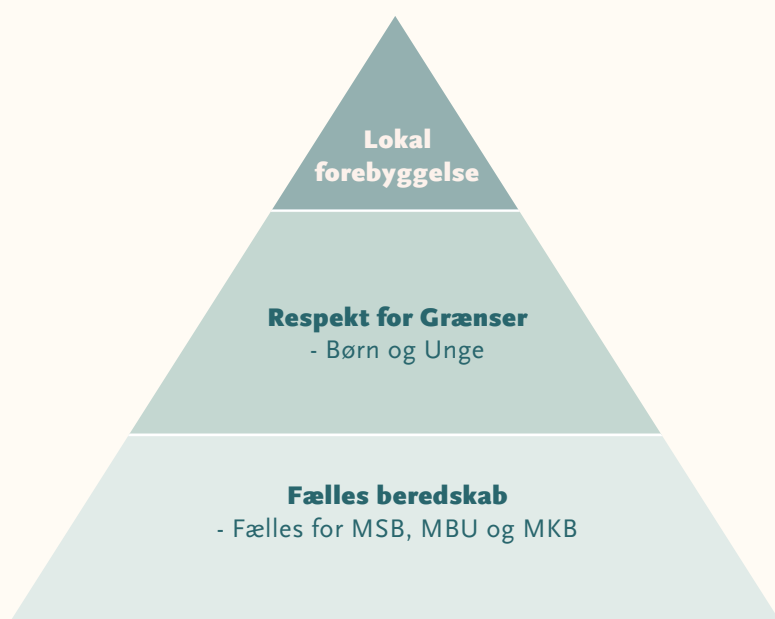 Lokal
forebyggelse
Respekt for Grænser
- Børn og Unge
Fælles beredskab
- Fælles for MSB, MBU og MKB